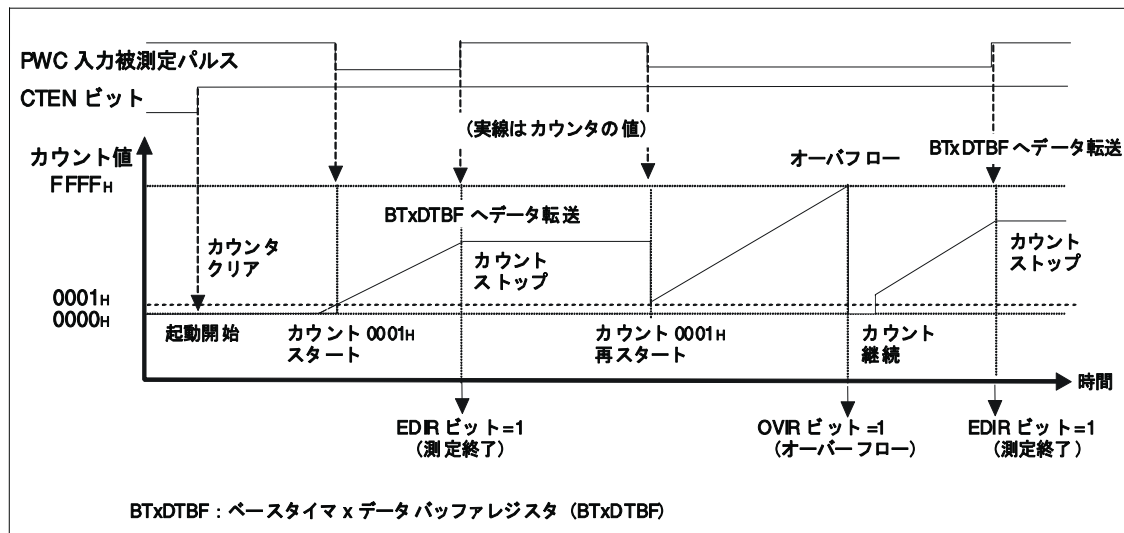 PWC 入力被測定パルス
CTEN ビット
(実線はカウンタの値)
カウント値
FFFFH
オーバフロー
BTxDTBF へデータ転送
BTxDTBF へデータ転送
カウンタ
クリア
カウント
ストップ
カウント
ストップ
0001H
0000H
起動開始
カウント 0001H
スタート
カウント 0001H
再スタート
カウント
継続
時間
EDIR ビット=1
(測定終了)
OVIR ビット=1
(オーバーフロー)
EDIR ビット=1
(測定終了)
BTxDTBF : ベースタイマ x データバッファレジスタ (BTxDTBF)